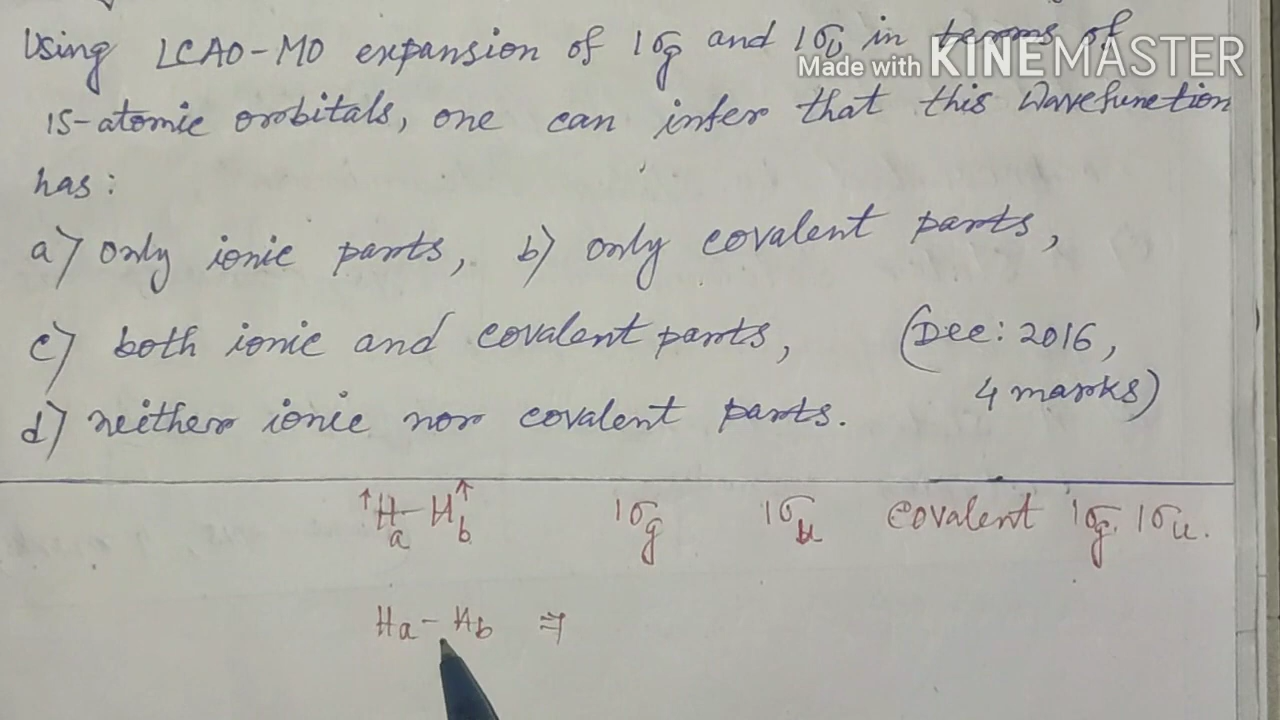 Using LCAO-MO expansion of 1σg and 1σu in terms of
Made with KINEMASTER
1S-atomic orbitals, one can infer that this Wavefunction
has:
a) only ionic parts, b) only covalent parts,
c) both ionic and covalent parts, (Dec: 2016,
4 marks)
d) neither ionic nor covalent parts.
↑Ha-Hb↑ 1σg 1σu covalent 1σg. 1σu.
Ha-Hb ⇒